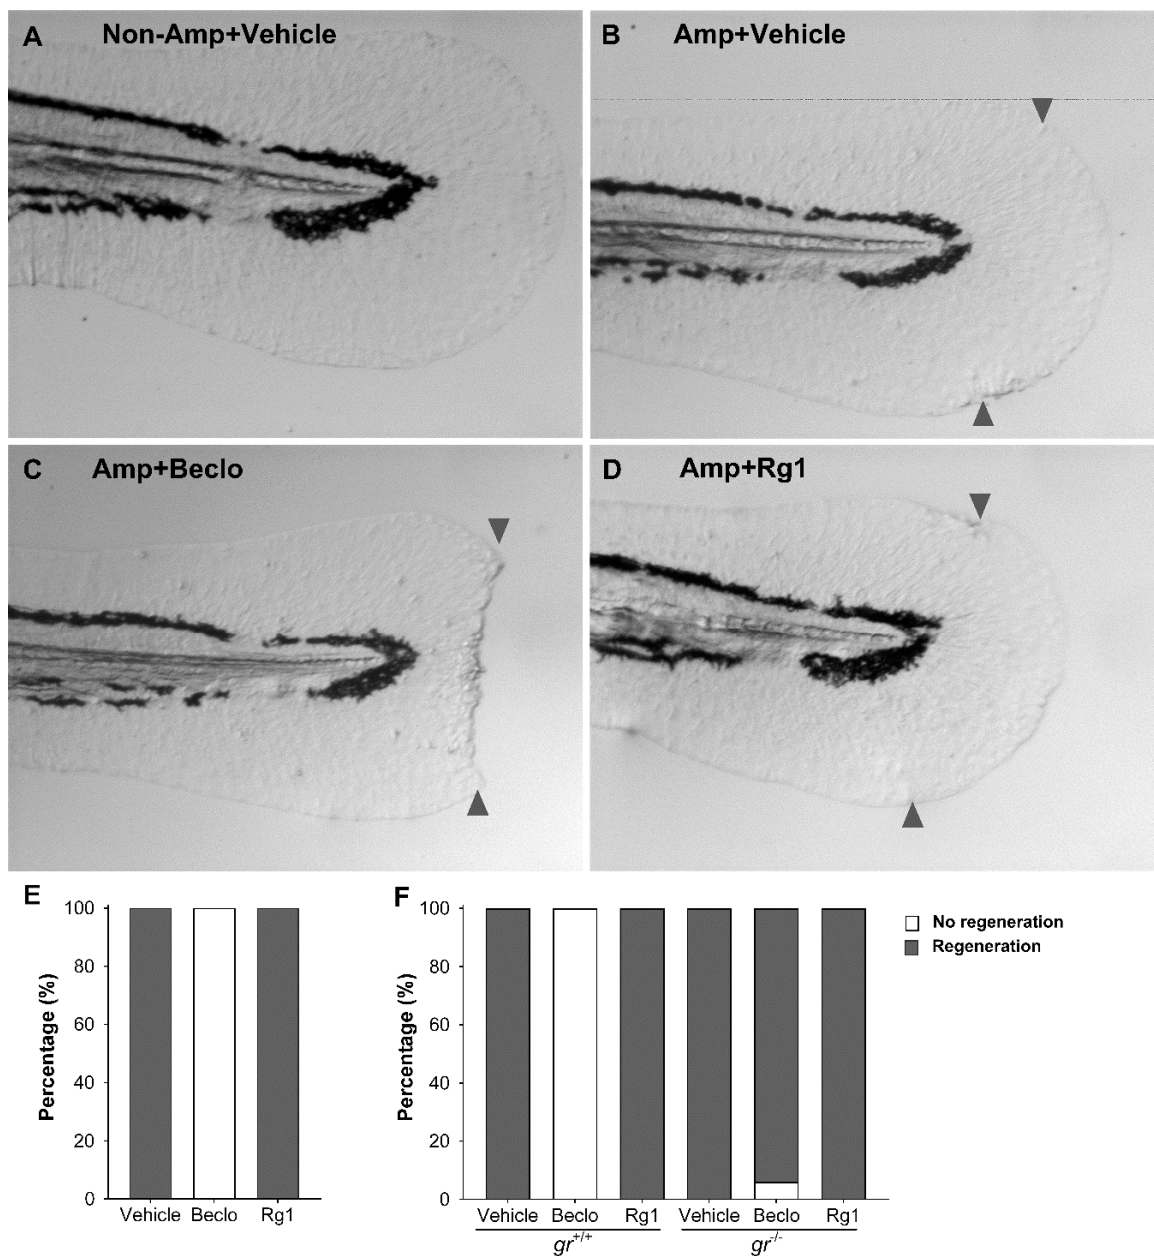 A Non-Amp+Vehicle
B Amp+Vehicle
C Amp+Beclo
D Amp+Rg1
E
Percentage (%)
100
80
60
40
20
0
Vehicle Beclo Rg1
F
Percentage (%)
100
80
60
40
20
0
Vehicle Beclo Rg1 Vehicle Beclo Rg1
gr+/+ gr-/-
No regeneration
Regeneration